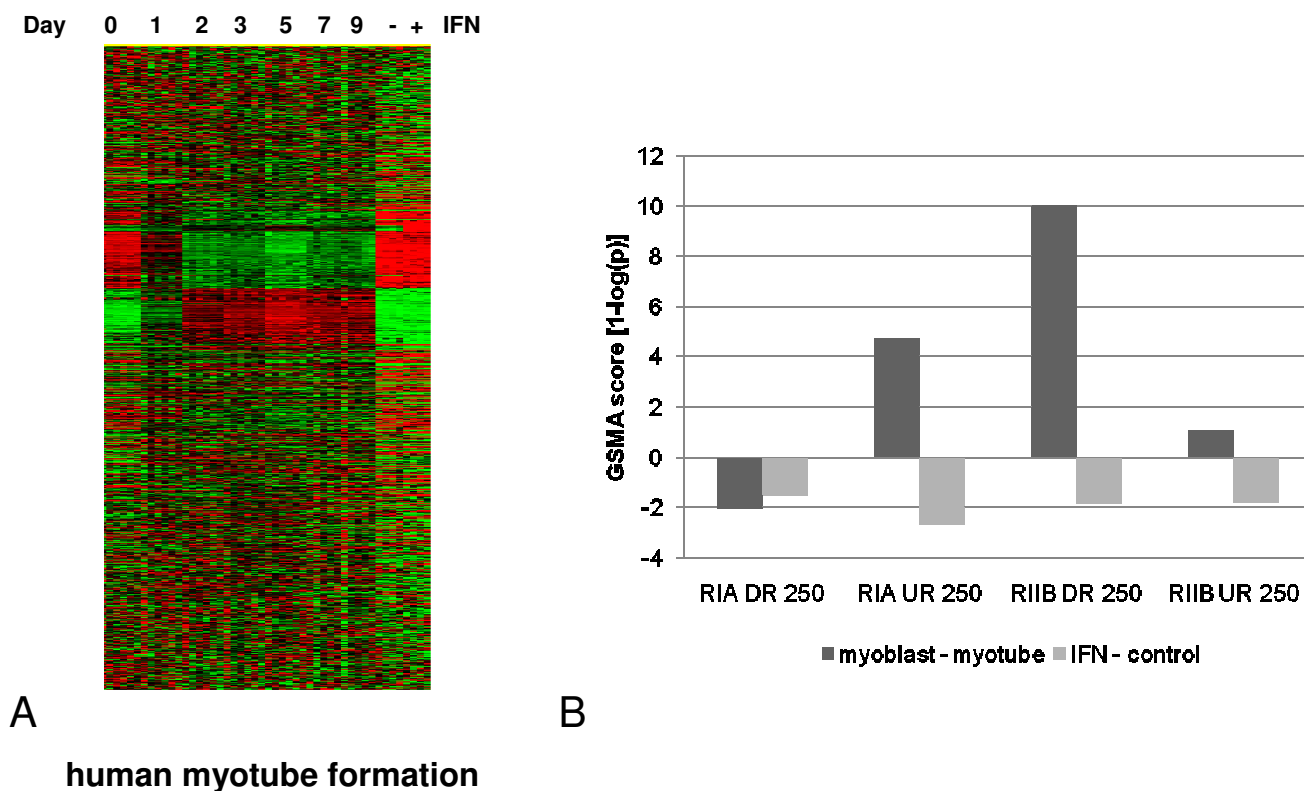 Day 0 1 2 3 5 7 9 - + IFN
A
human myotube formation
12
10
8
6
4
2
0
-2
-4
GSMA score [1-log(p)]
RIA DR 250 RIA UR 250 RIIB DR 250 RIIB UR 250
myoblast - myotube IFN - control
B